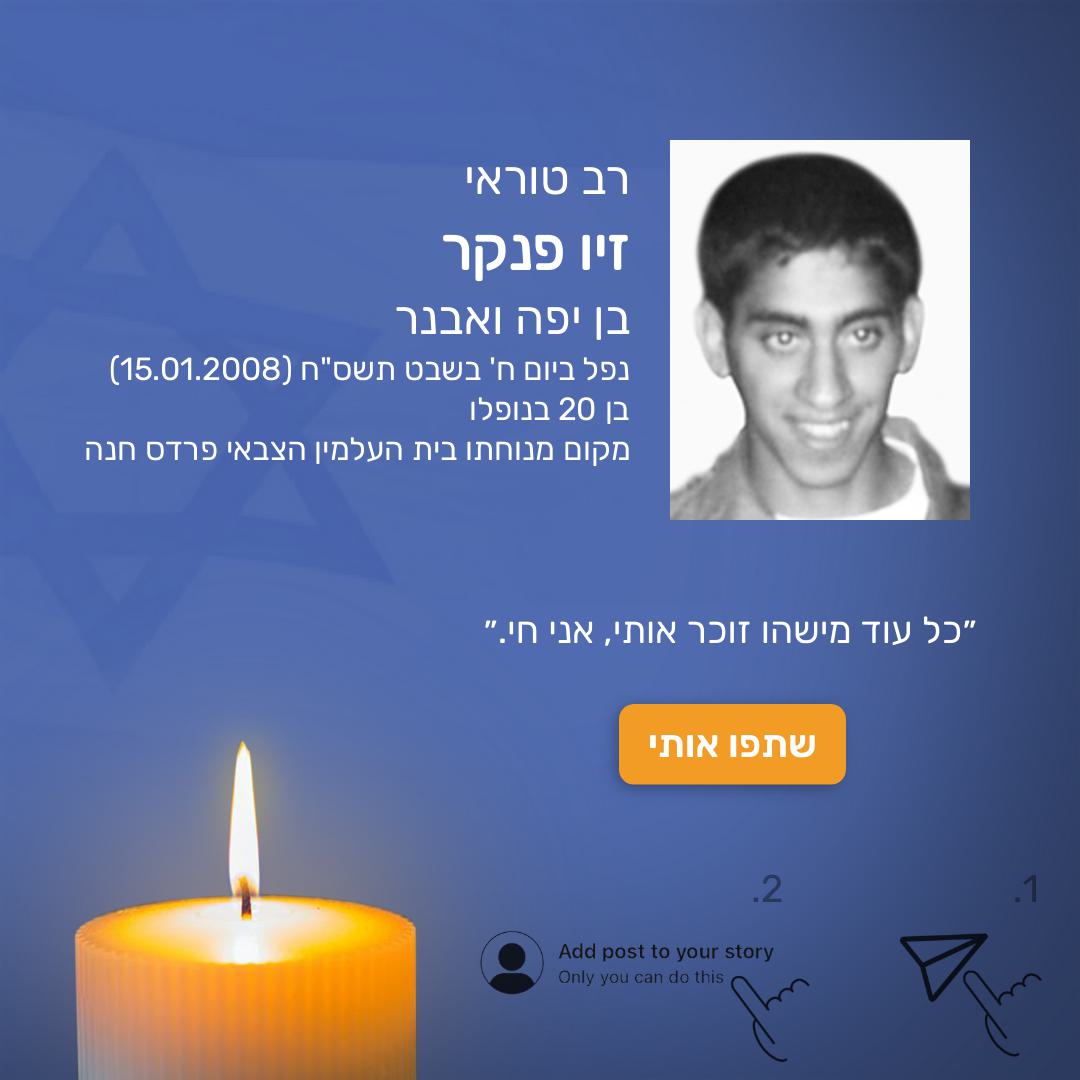 רב טוראי
זיו פנקר
בן יפה ואבנר
נפל ביום ח' בשבט תשס"ח (15.01.2008)
בן 20 בנופלו
מקום מנוחתו בית העלמין הצבאי פרדס חנה
״כל עוד מישהו זוכר אותי, אני חי.״
שתפו אותי
1.
2.
Add post to your story
Only you can do this